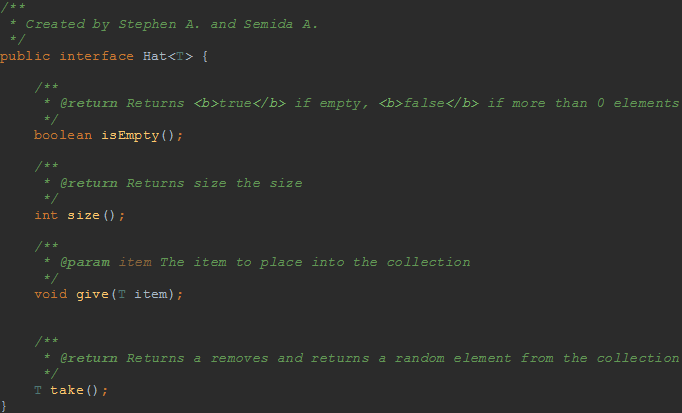 /**
 * Created by Stephen A. and Semida A.
 */
public interface Hat<T> {
    /**
     * @return Returns <b>true</b> if empty, <b>false</b> if more than 0 elements
     */
    boolean isEmpty();
    /**
     * @return Returns size the size
     */
    int size();
    /**
     * @param item The item to place into the collection
     */
    void give(T item);
    /**
     * @return Returns a removes and returns a random element from the collection
     */
    T take();
}